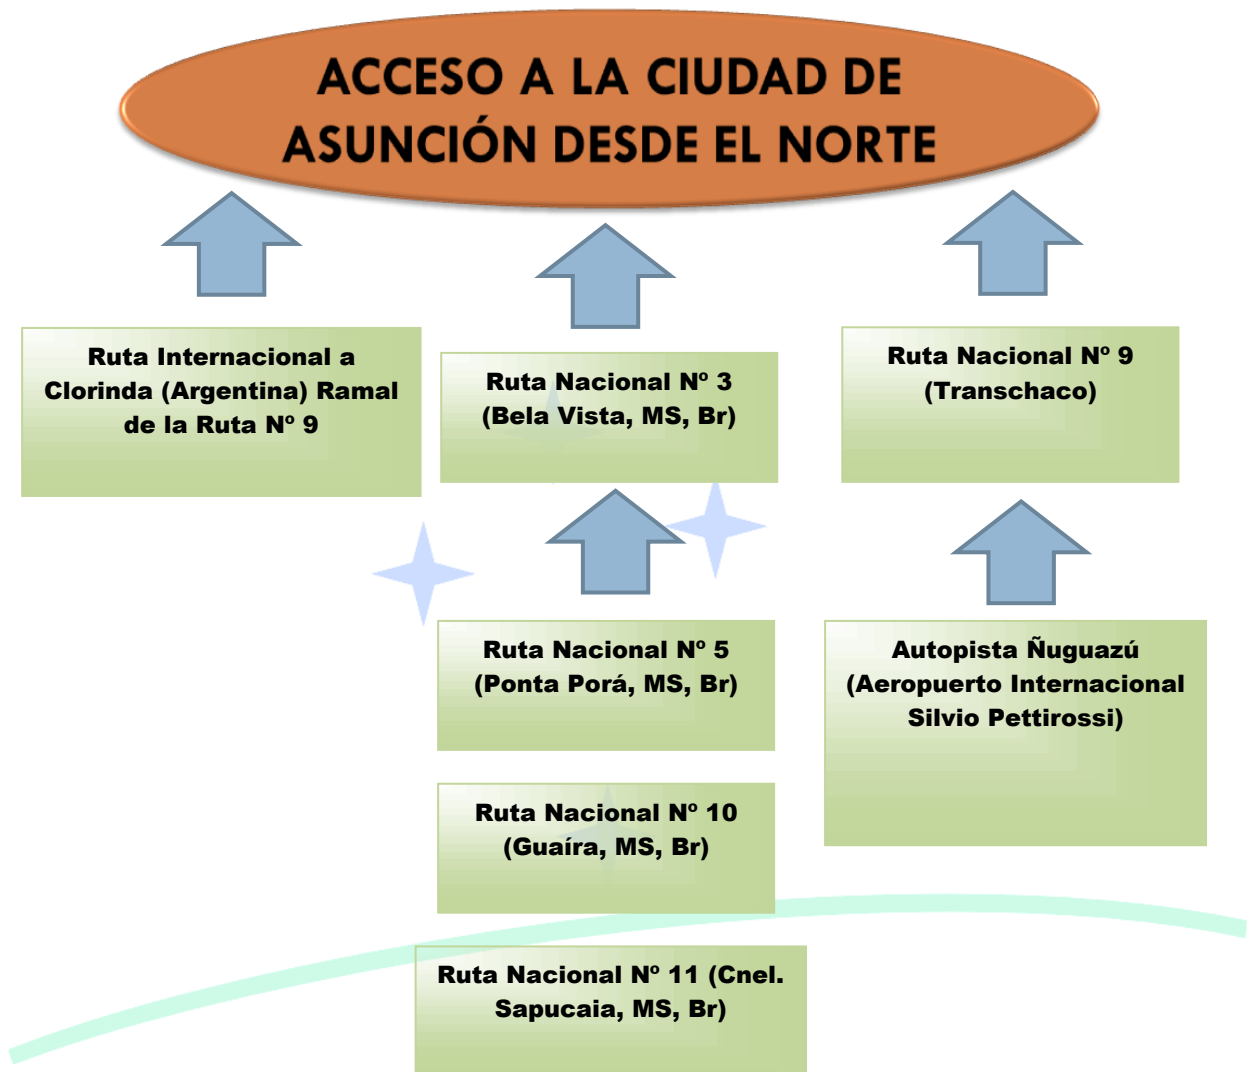 ACCESO A LA CIUDAD DE
ASUNCIÓN DESDE EL NORTE
Ruta Internacional a
Clorinda (Argentina) Ramal
de la Ruta Nº 9
Ruta Nacional Nº 3
(Bela Vista, MS, Br)
Ruta Nacional Nº 9
(Transchaco)
Ruta Nacional Nº 5
(Ponta Porá, MS, Br)
Autopista Ñuguazú
(Aeropuerto Internacional
Silvio Pettirossi)
Ruta Nacional Nº 10
(Guaíra, MS, Br)
Ruta Nacional Nº 11 (Cnel.
Sapucaia, MS, Br)